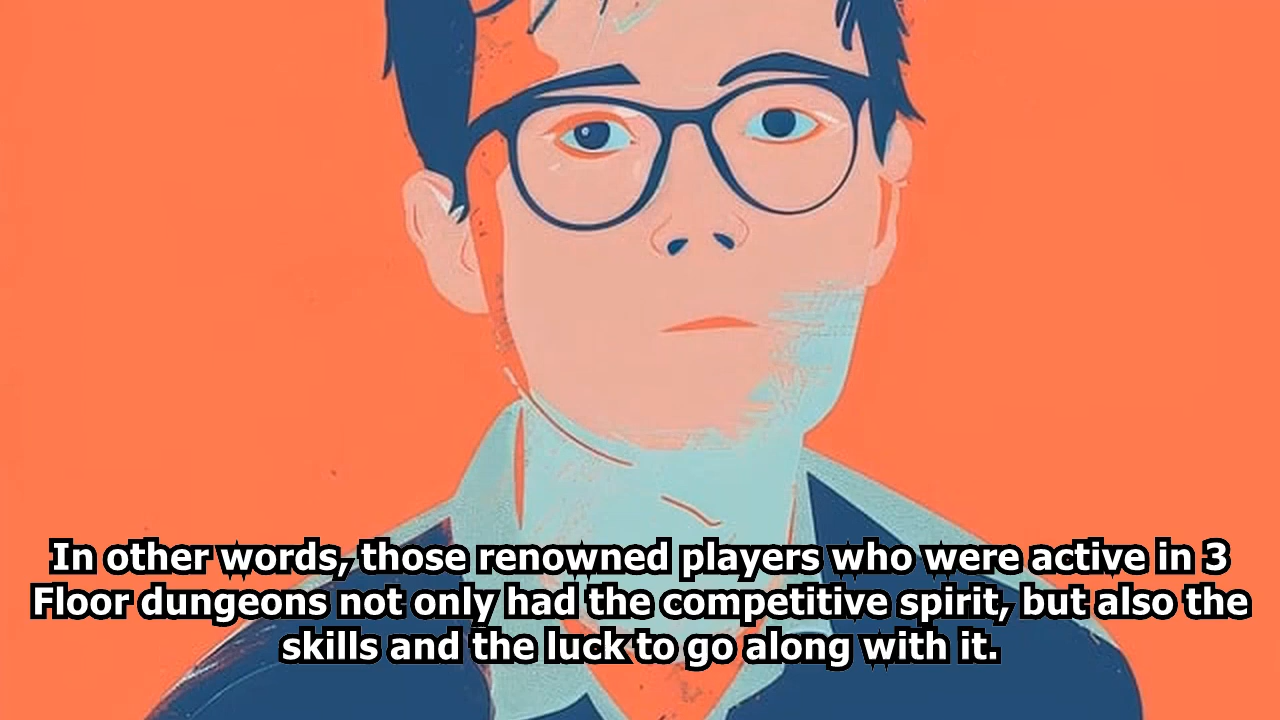 In other words, those renowned players who were active in 3
Floor dungeons not only had the competitive spirit, but also the
skills and the luck to go along with it.